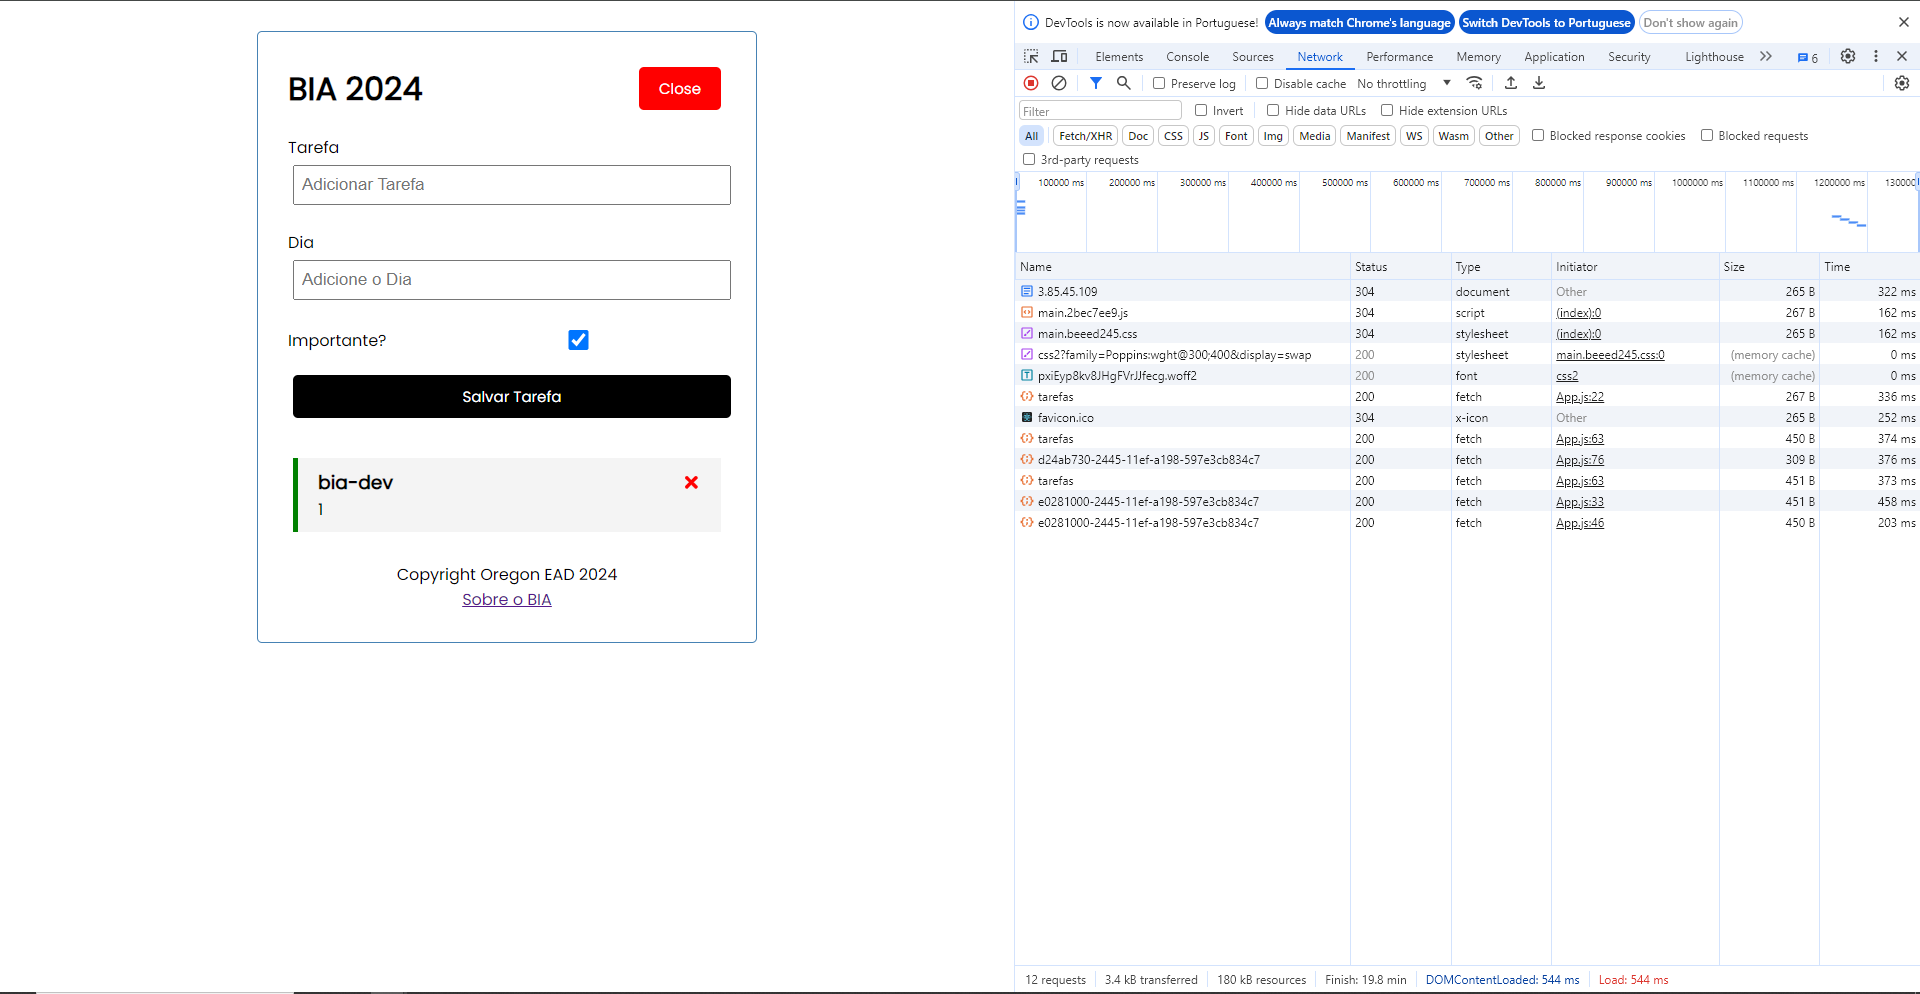 BIA 2024
Close
Tarefa
Adicionar Tarefa
Dia
Adicione o Dia
Importante?
Salvar Tarefa
bia-dev
1
Copyright Oregon EAD 2024
Sobre o BIA
DevTools is now available in Portuguese! Always match Chrome's language Switch DevTools to Portuguese Don't show again
Elements Console Sources Network Performance Memory Application Security Lighthouse 6
Preserve log Disable cache No throttling
Filter Invert Hide data URLs Hide extension URLs
All Fetch/XHR Doc CSS JS Font Img Media Manifest WS Wasm Other Blocked response cookies Blocked requests
3rd-party requests
100000 ms 200000 ms 300000 ms 400000 ms 500000 ms 600000 ms 700000 ms 800000 ms 900000 ms 1000000 ms 1100000 ms 1200000 ms 130000
Name Status Type Initiator Size Time
3.85.45.109 304 document Other 265 B 322 ms
main.2bec7ee9.js 304 script (index):0 267 B 162 ms
main.beeed245.css 304 stylesheet (index):0 265 B 162 ms
css2?family=Poppins:wght@300;400&display=swap 200 stylesheet main.beeed245.css:0 (memory cache) 0 ms
pxiEyp8kv8JHgFVrJJfecg.woff2 200 font css2 (memory cache) 0 ms
tarefas 200 fetch App.js:22 267 B 336 ms
favicon.ico 304 x-icon Other 265 B 252 ms
tarefas 200 fetch App.js:63 450 B 374 ms
d24ab730-2445-11ef-a198-597e3cb834c7 200 fetch App.js:76 309 B 376 ms
tarefas 200 fetch App.js:63 451 B 373 ms
e0281000-2445-11ef-a198-597e3cb834c7 200 fetch App.js:33 451 B 458 ms
e0281000-2445-11ef-a198-597e3cb834c7 200 fetch App.js:46 450 B 203 ms
12 requests 3.4 kB transferred 180 kB resources Finish: 19.8 min DOMContentLoaded: 544 ms Load: 544 ms